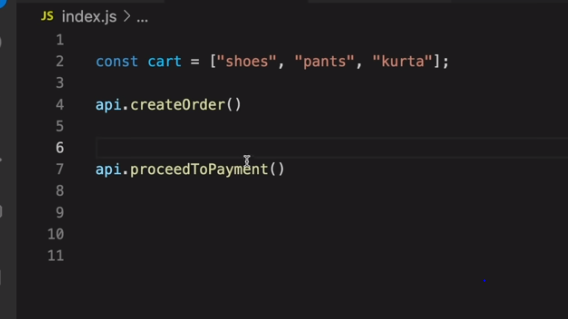 JS index.js > ...
1
2 const cart = ["shoes", "pants", "kurta"];
3
4 api.createOrder()
5
6
7 api.proceedToPayment()
8
9
10
11